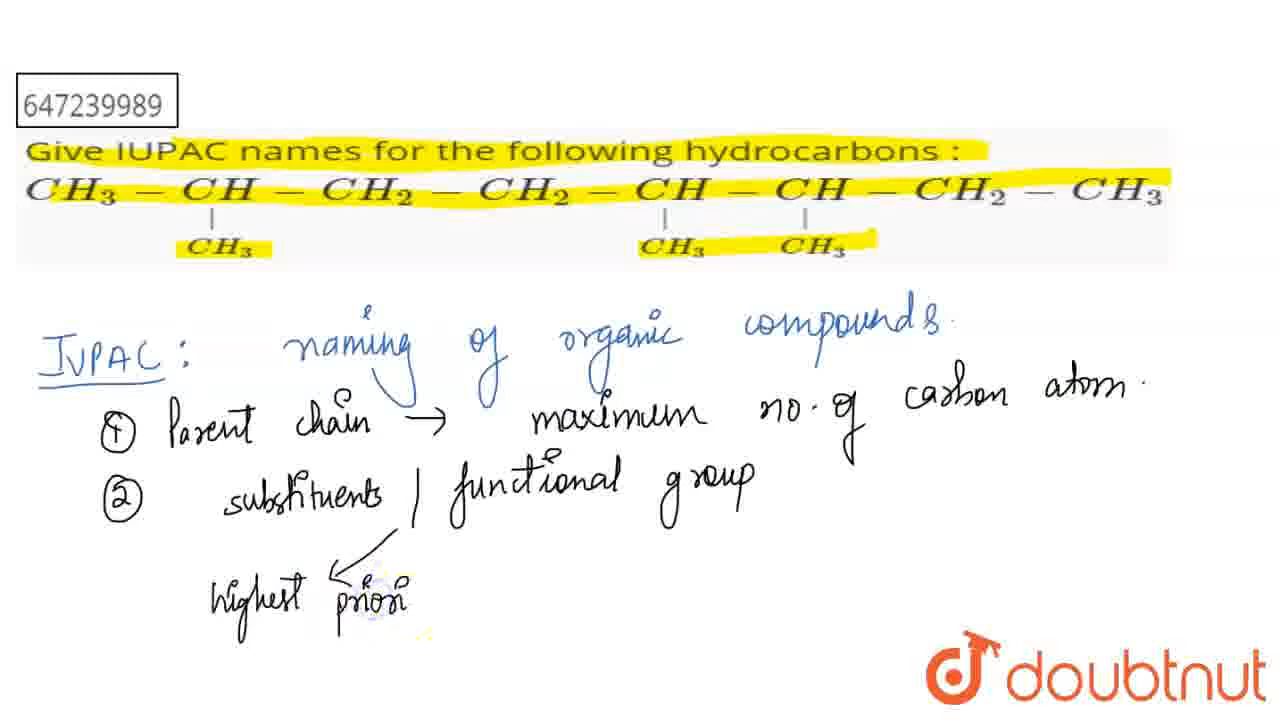 647239989
Give IUPAC names for the following hydrocarbons :
CH₃ − CH − CH₂ − CH₂ − CH − CH − CH₂ − CH₃
| | |
CH₃ CH₃ CH₃
IUPAC : naming of organic compounds.
① Parent chain → maximum no. of carbon atom.
② substituents / functional group
highest priori
doubtnut